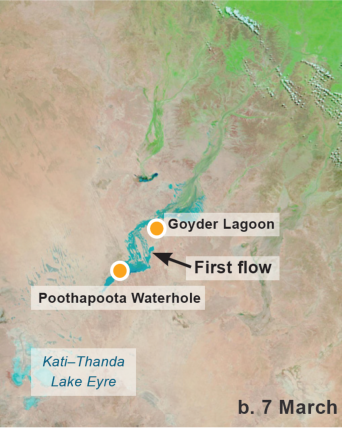 Goyder Lagoon
First flow
Poothapoota Waterhole
Kati–Thanda
Lake Eyre
b. 7 March